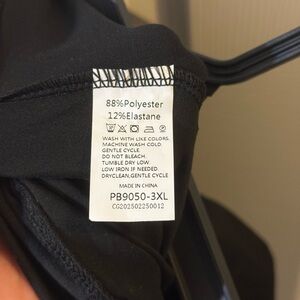 88%Polyester
12%Elastane
WASH WITH LIKE COLORS.
MACHINE WASH COLD
GENTLE CYCLE.
DO NOT BLEACH.
TUMBLE DRY LOW.
LOW IRON IF NEEDED.
DRYCLEAN,GENTLE CYCLE
MADE IN CHINA
PB9050-3XL
CG202502250012